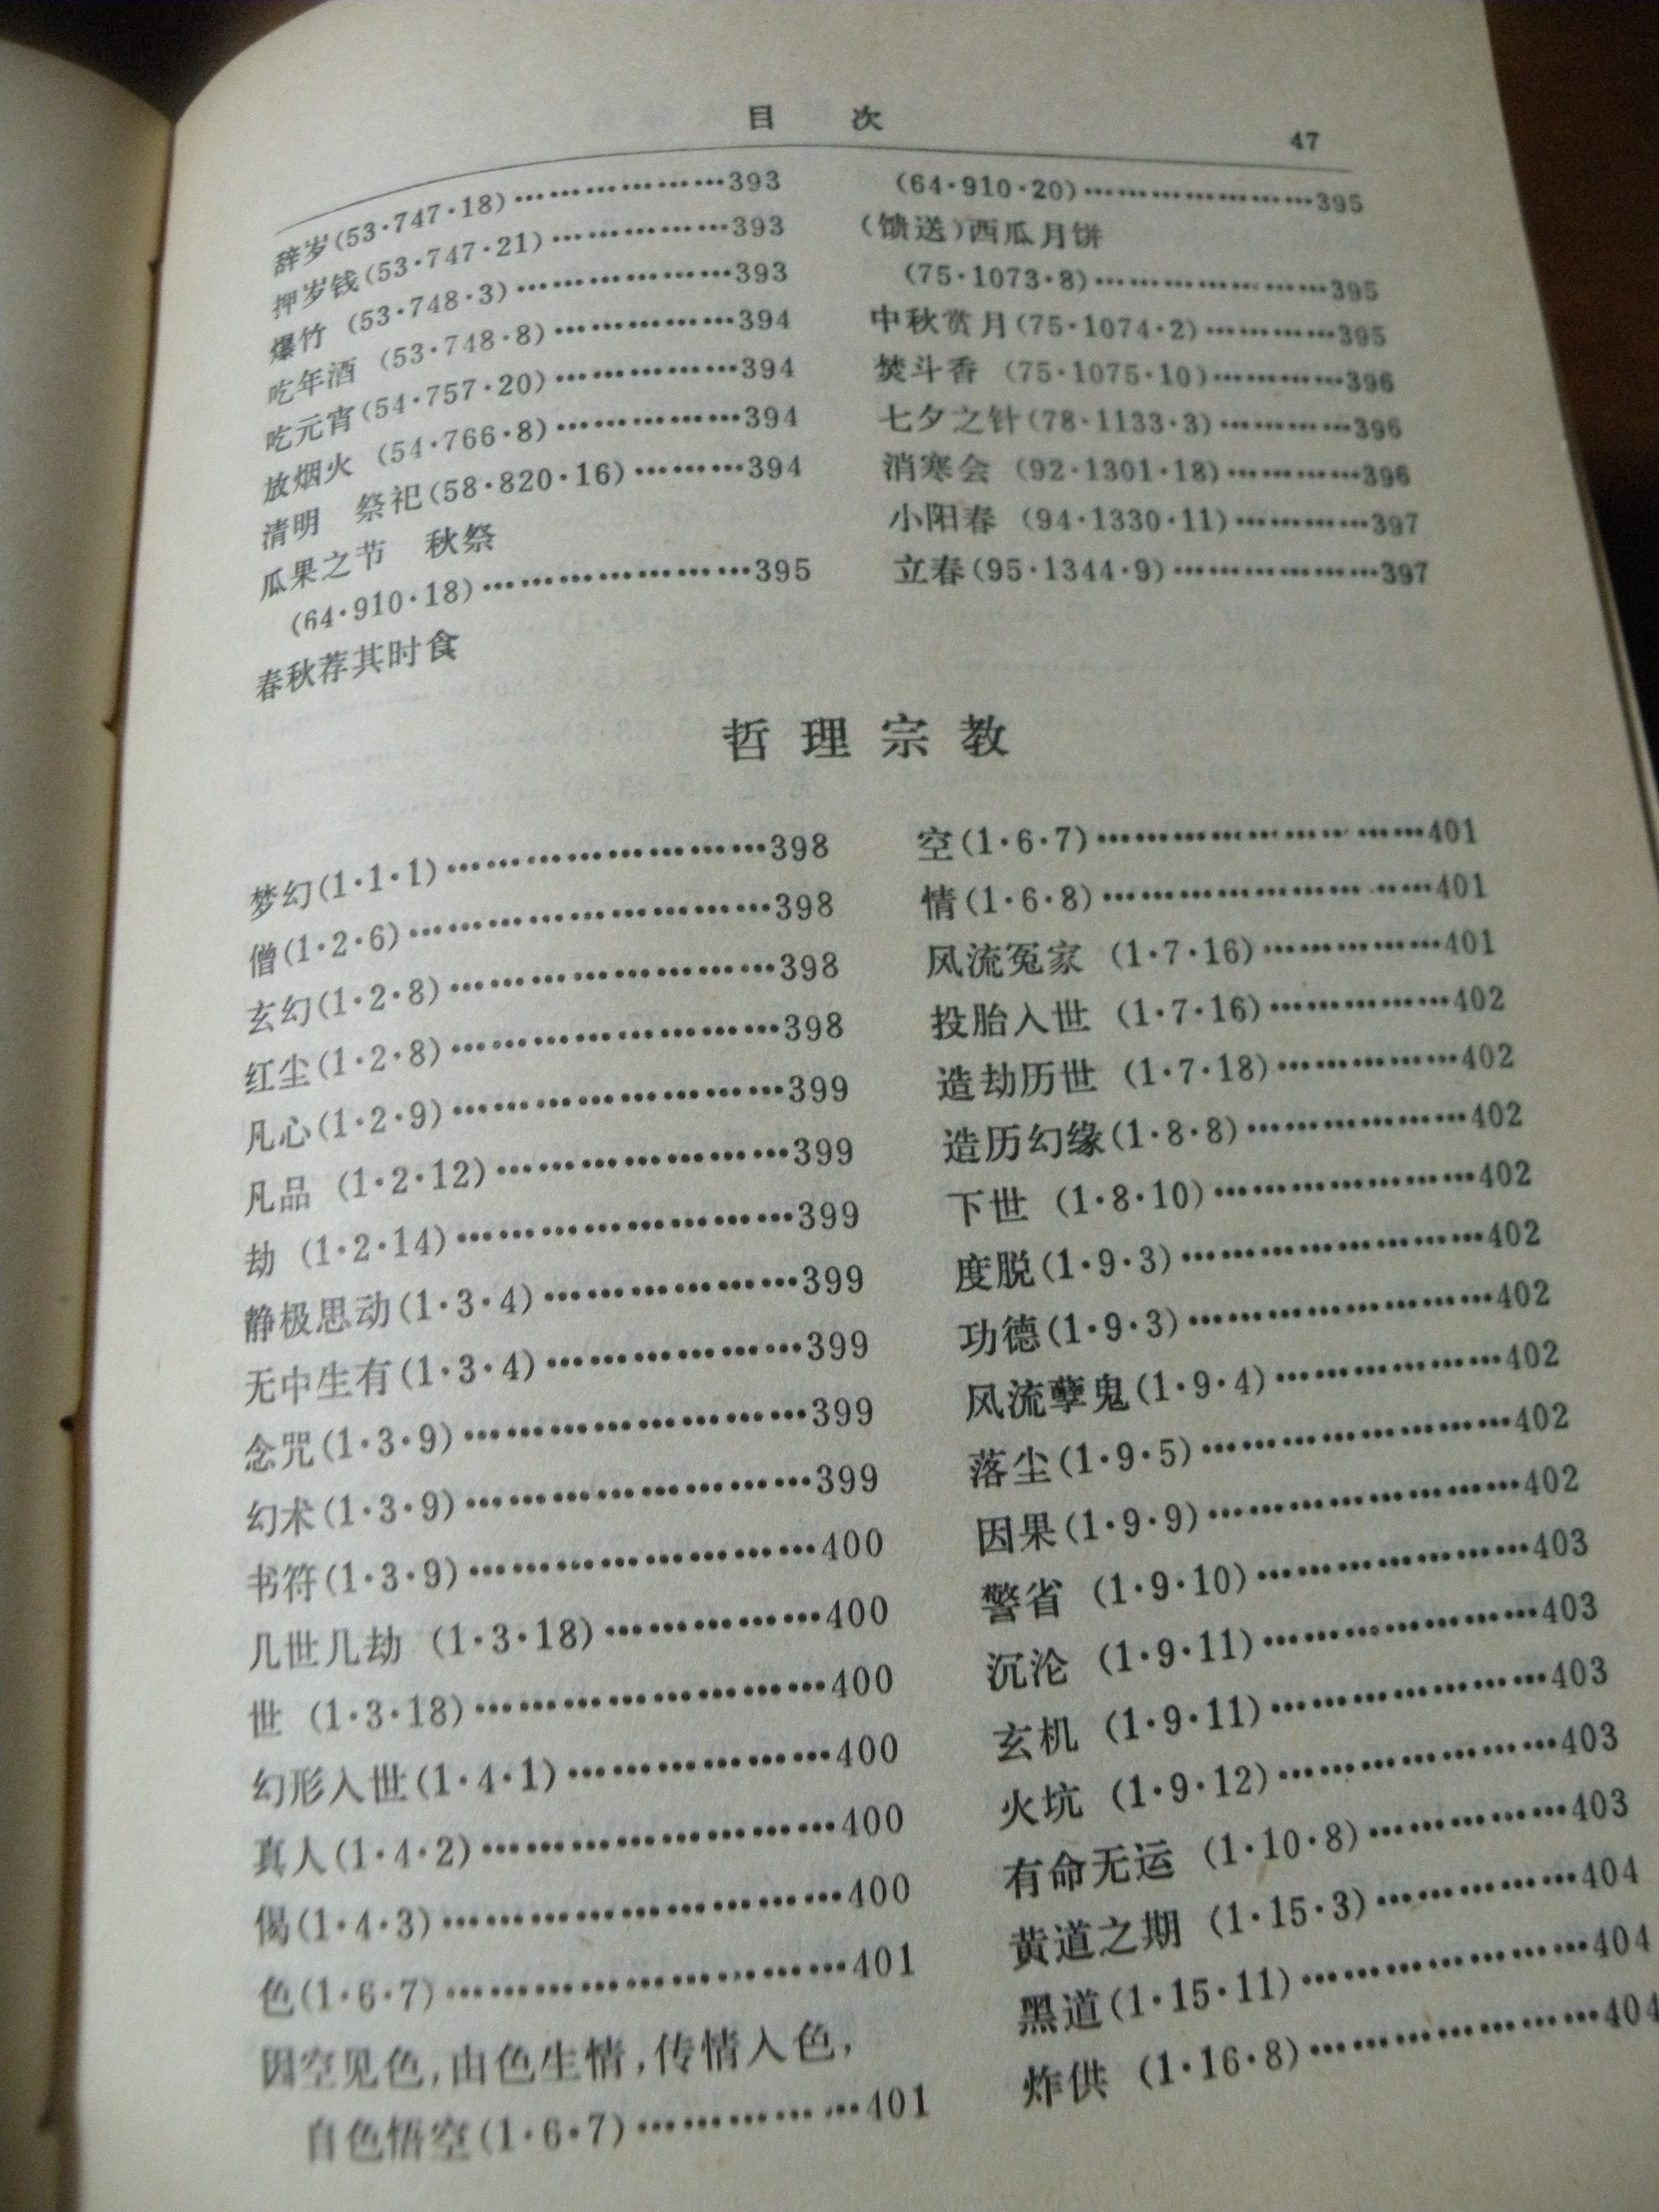 目 次
47
辞岁(53·747·18)…………………393
押岁钱(53·747·21)………………393
爆竹 (53·748·3)…………………393
吃年酒 (53·748·8)………………394
吃元宵(54·757·20)………………394
放烟火 (54·766·8)………………394
清明 祭祀(58·820·16)………394
瓜果之节 秋祭
(64·910·18)……………………395
春秋荐其时食
(64·910·20)…………………395
(馈送)西瓜月饼
(75·1073·8)…………………395
中秋赏月(75·1074·2)…………395
焚斗香 (75·1075·10)…………396
七夕之针(78·1133·3)…………396
消寒会 (92·1301·18)…………396
小阳春 (94·1330·11)…………397
立春(95·1344·9)………………397
哲理宗教
梦幻(1·1·1)……………………398
僧(1·2·6)………………………398
玄幻(1·2·8)……………………398
红尘(1·2·8)……………………398
凡心(1·2·9)……………………399
凡品 (1·2·12)…………………399
劫 (1·2·14)……………………399
静极思动(1·3·4)………………399
无中生有(1·3·4)………………399
念咒(1·3·9)……………………399
幻术(1·3·9)……………………399
书符(1·3·9)……………………400
几世几劫 (1·3·18)……………400
世 (1·3·18)……………………400
幻形入世(1·4·1)………………400
真人(1·4·2)……………………400
偈(1·4·3)………………………400
色(1·6·7)………………………401
因空见色,由色生情,传情入色,
自色悟空(1·6·7)……………401
空(1·6·7)………………………401
情(1·6·8)………………………401
风流冤家 (1·7·16)……………401
投胎入世 (1·7·16)……………402
造劫历世 (1·7·18)……………402
造历幻缘(1·8·8)………………402
下世 (1·8·10)…………………402
度脱(1·9·3)……………………402
功德(1·9·3)……………………402
风流孽鬼(1·9·4)………………402
落尘(1·9·5)……………………402
因果(1·9·9)……………………402
警省 (1·9·10)…………………403
沉沦 (1·9·11)…………………403
玄机 (1·9·11)…………………403
火坑 (1·9·12)…………………403
有命无运 (1·10·8)……………403
黄道之期 (1·15·3)……………404
黑道(1·15·11)…………………404
炸供 (1·16·8)…………………404